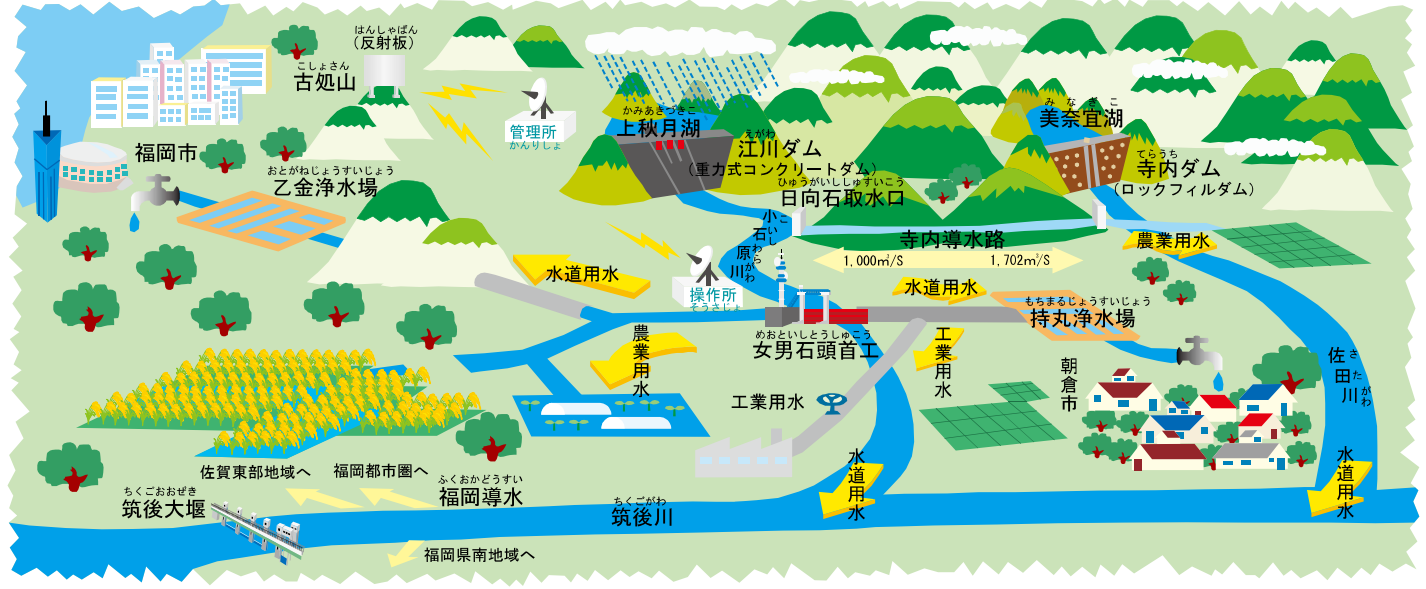 はんしゃばん
（反射板）
こしょさん
古処山
管理所
かんりしょ
福岡市
おとがねじょうすいじょう
乙金浄水場
かみあきづきこ
上秋月湖
えがわ
江川ダム
（重力式コンクリートダム）
ひゅうがいししゅすいこう
日向石取水口
みなぎこ
美奈宜湖
てらうち
寺内ダム
（ロックフィルダム）
小石原川
こいしわらがわ
寺内導水路
1,000㎥/S
1,702㎥/S
農業用水
水道用水
操作所
そうさじょ
水道用水
もちまるじょうすいじょう
持丸浄水場
めおといしとうしゅこう
女男石頭首工
農業用水
工業用水
工業用水
朝倉市
佐田川
さたがわ
佐賀東部地域へ
福岡都市圏へ
ちくごおおぜき
筑後大堰
ふくおかどうすい
福岡導水
ちくごがわ
筑後川
水道用水
水道用水
福岡県南地域へ